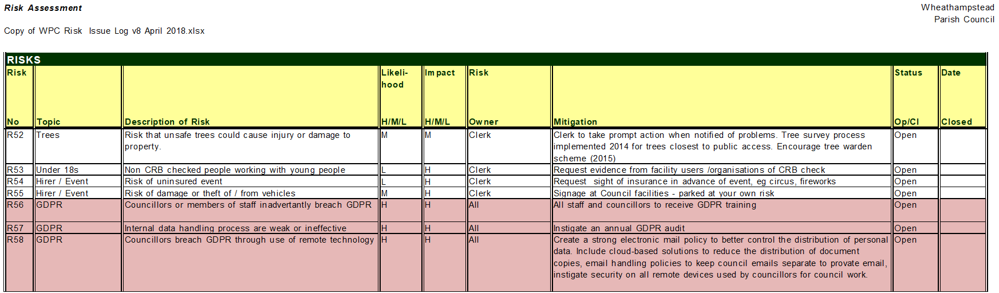 Risk Assessment
Wheathampstead
Parish Council
Copy of WPC Risk Issue Log v8 April 2018.xlsx
RISKS
Risk Likeli- Impact Risk Status Date
hood
No Topic Description of Risk H/M/L H/M/L Owner Mitigation Op/Cl Closed
R52 Trees Risk that unsafe trees could cause injury or damage to M M Clerk Clerk to take prompt action when notified of problems. Tree survey process Open
property. implemented 2014 for trees closest to public access. Encourage tree warden
scheme (2015)
R53 Under 18s Non CRB checked people working with young people L H Clerk Request evidence from facility users /organisations of CRB check Open
R54 Hirer / Event Risk of uninsured event L H Clerk Request sight of insurance in advance of event, eg circus, fireworks Open
R55 Hirer / Event Risk of damage or theft of / from vehicles M H Clerk Signage at Council facilities - parked at your own risk Open
R56 GDPR Councillors or members of staff inadvertantly breach GDPR H H All All staff and councillors to receive GDPR training Open
R57 GDPR Internal data handling process are weak or ineffective H H All Instigate an annual GDPR audit Open
R58 GDPR Councillors breach GDPR through use of remote technology H H All Create a strong electronic mail policy to better control the distribution of personal Open
data. Include cloud-based solutions to reduce the distribution of document
copies, email handling policies to keep council emails separate to provate email,
instigate security on all remote devices used by councillors for council work.